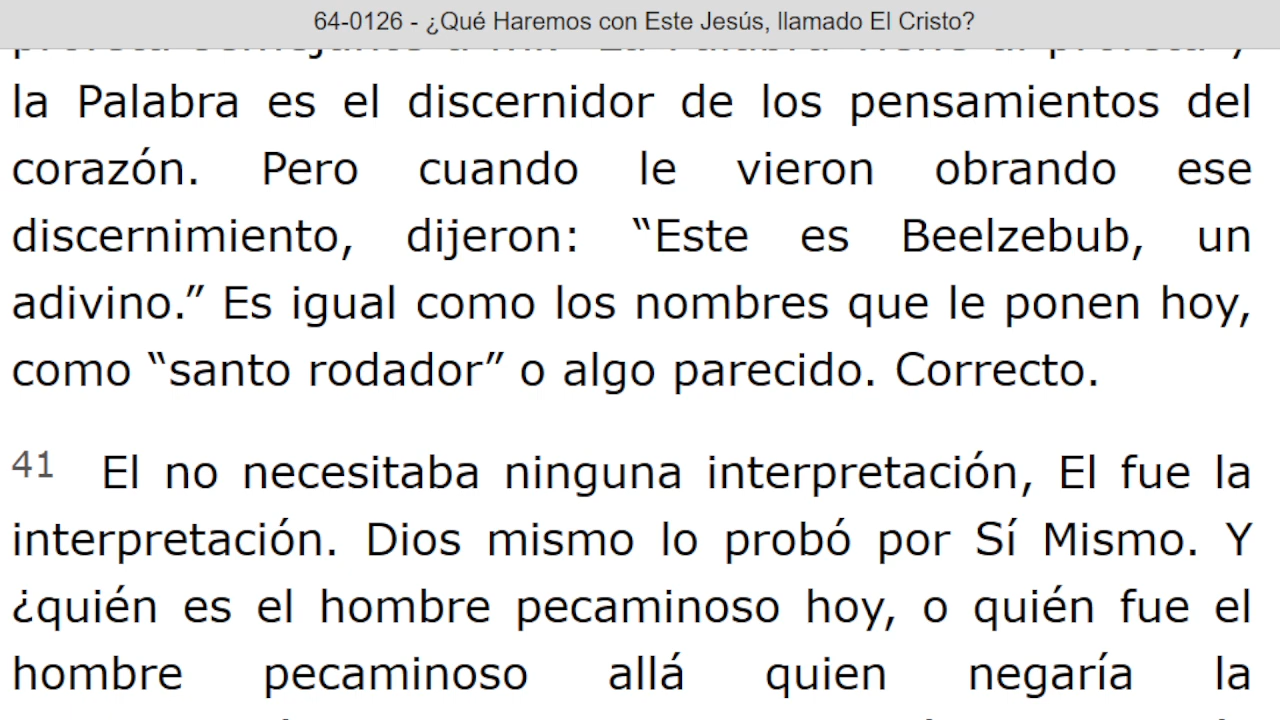 64-0126 - ¿Qué Haremos con Este Jesús, llamado El Cristo?
la Palabra es el discernidor de los pensamientos del
corazón. Pero cuando le vieron obrando ese
discernimiento, dijeron: “Este es Beelzebub, un
adivino.” Es igual como los nombres que le ponen hoy,
como “santo rodador” o algo parecido. Correcto.
41 El no necesitaba ninguna interpretación, El fue la
interpretación. Dios mismo lo probó por Sí Mismo. Y
¿quién es el hombre pecaminoso hoy, o quién fue el
hombre pecaminoso allá quien negaría la